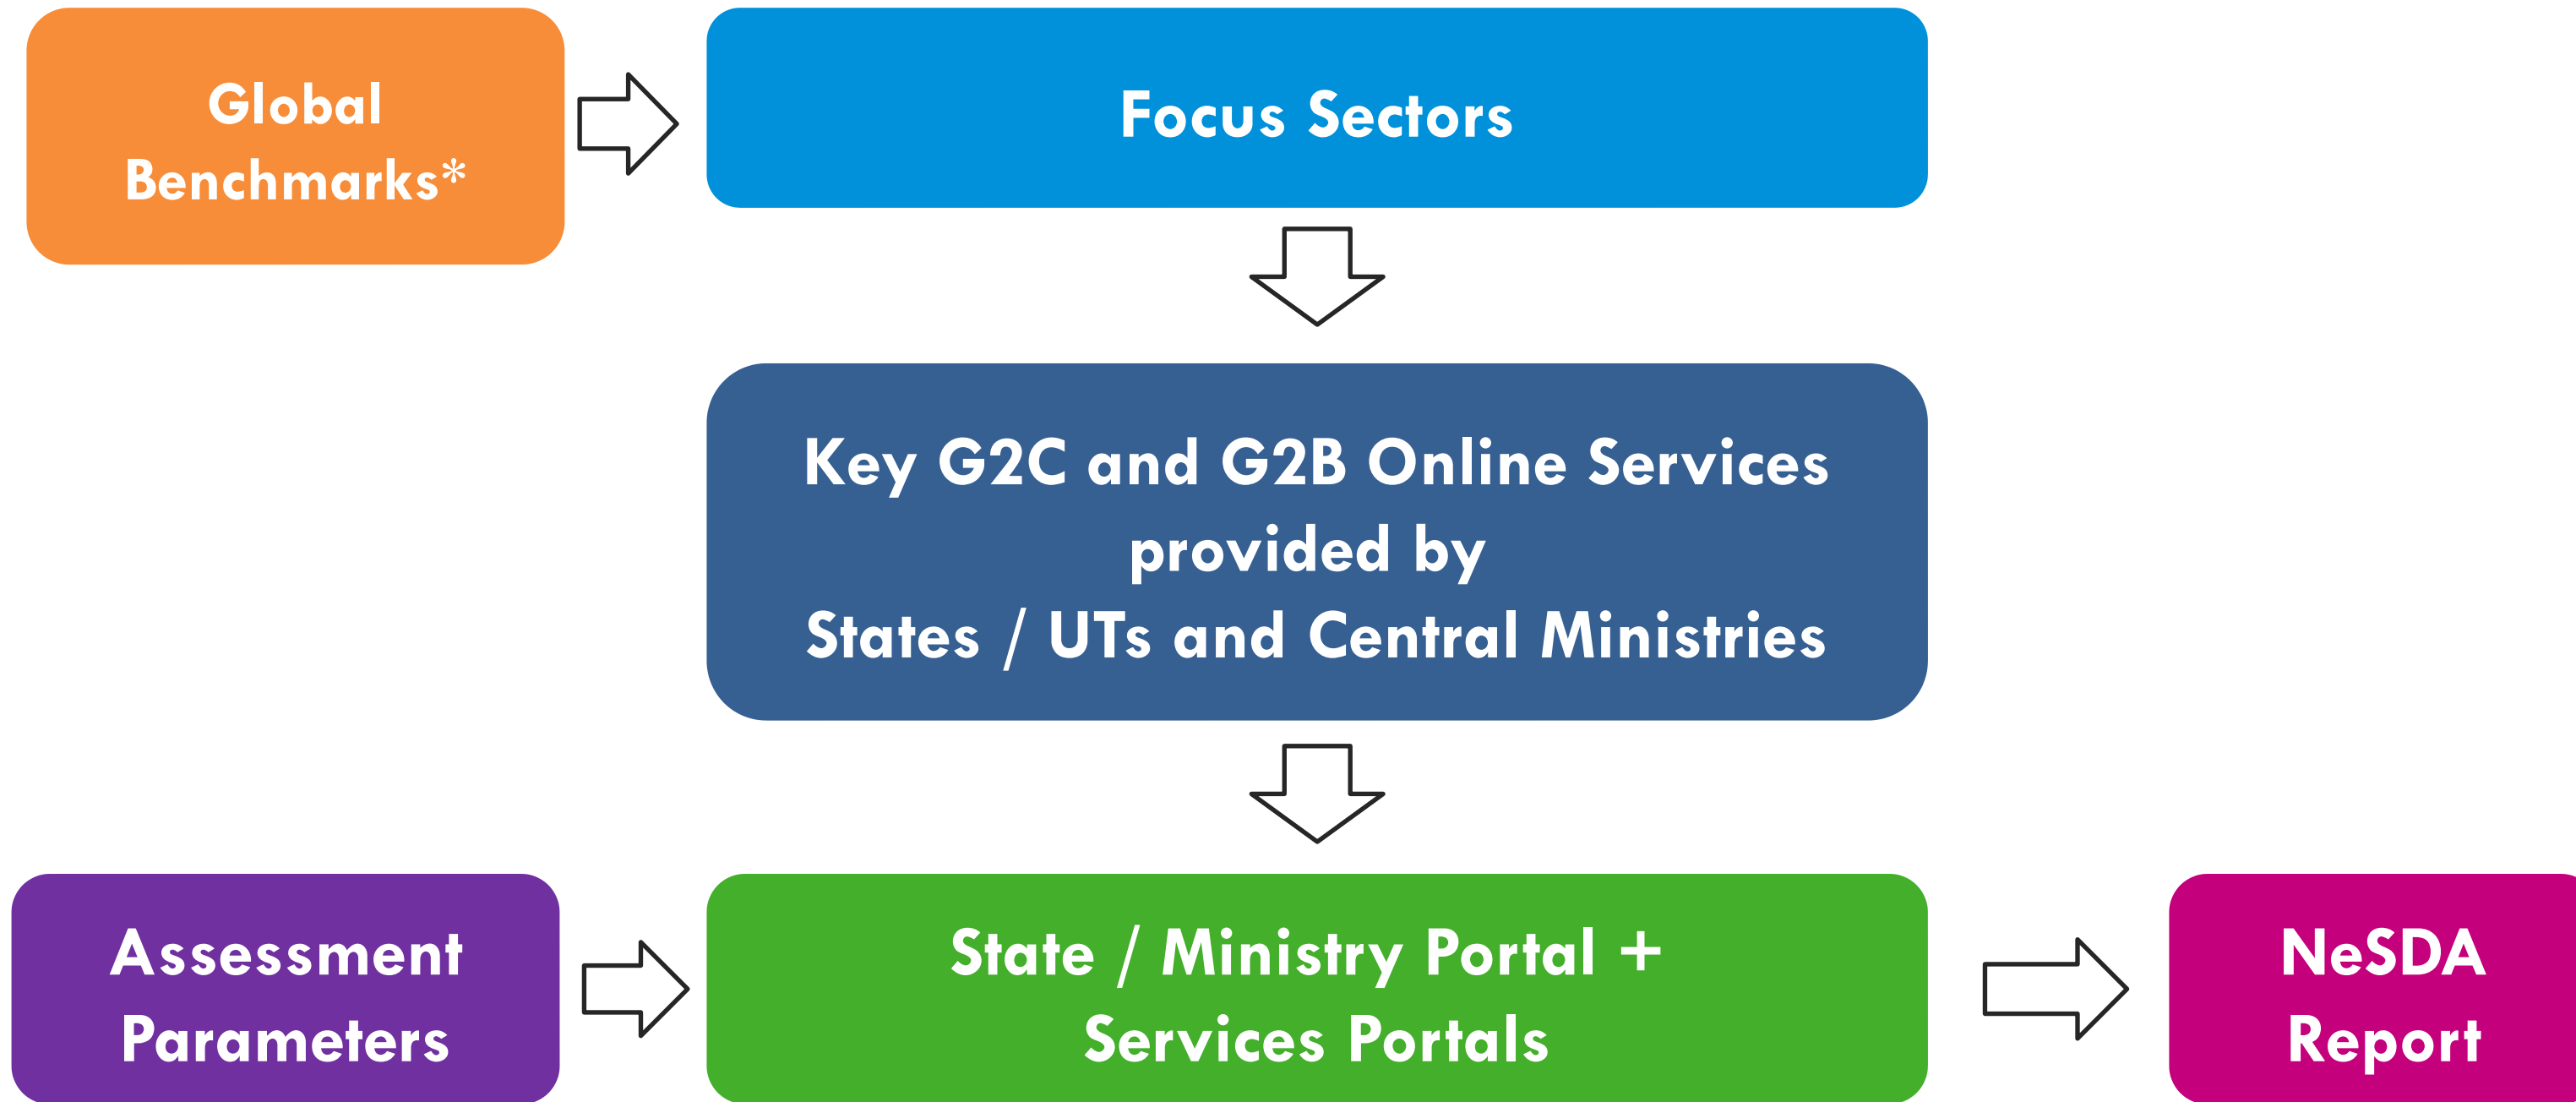 Global
Benchmarks*
Focus Sectors
Key G2C and G2B Online Services
provided by
States / UTs and Central Ministries
Assessment
Parameters
State / Ministry Portal +
Services Portals
NeSDA
Report